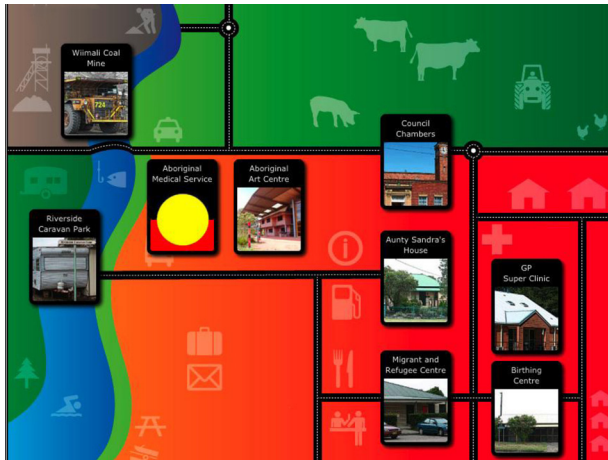 Wiimali Coal
Mine
724
Council
Chambers
Aboriginal
Medical Service
Aboriginal
Art Centre
Riverside
Caravan Park
Aunty Sandra's
House
GP
Super Clinic
Migrant and
Refugee Centre
Birthing
Centre